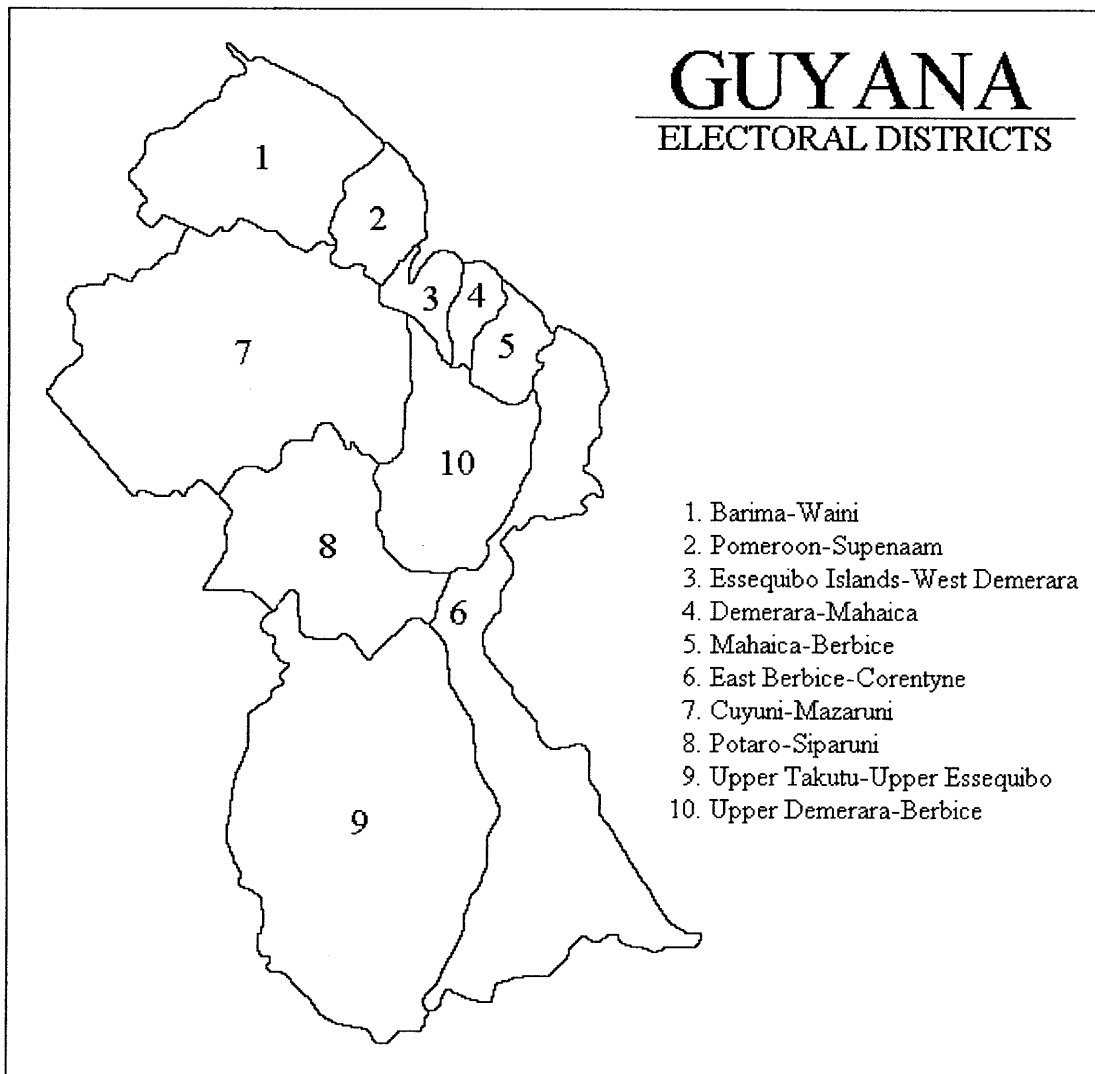 GUYANA
ELECTORAL DISTRICTS
1
2
3
4
5
7
10
8
6
9
1. Barima-Waini
2. Pomeroon-Supenaam
3. Essequibo Islands-West Demerara
4. Demerara-Mahaica
5. Mahaica-Berbice
6. East Berbice-Corentyne
7. Cuyuni-Mazaruni
8. Potaro-Siparuni
9. Upper Takutu-Upper Essequibo
10. Upper Demerara-Berbice